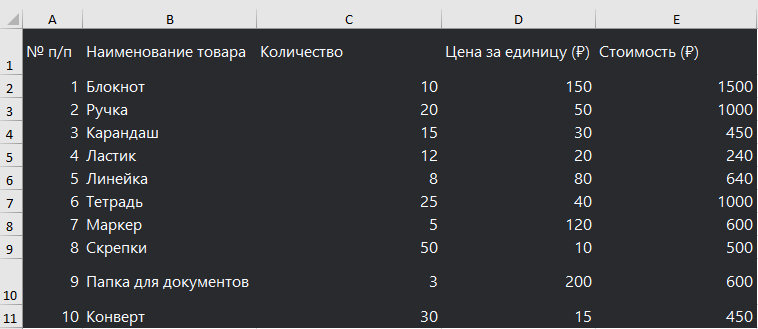 A B C D E
1 № п/п Наименование товара Количество Цена за единицу (₽) Стоимость (₽)
2 1 Блокнот 10 150 1500
3 2 Ручка 20 50 1000
4 3 Карандаш 15 30 450
5 4 Ластик 12 20 240
6 5 Линейка 8 80 640
7 6 Тетрадь 25 40 1000
8 7 Маркер 5 120 600
9 8 Скрепки 50 10 500
10 9 Папка для документов 3 200 600
11 10 Конверт 30 15 450